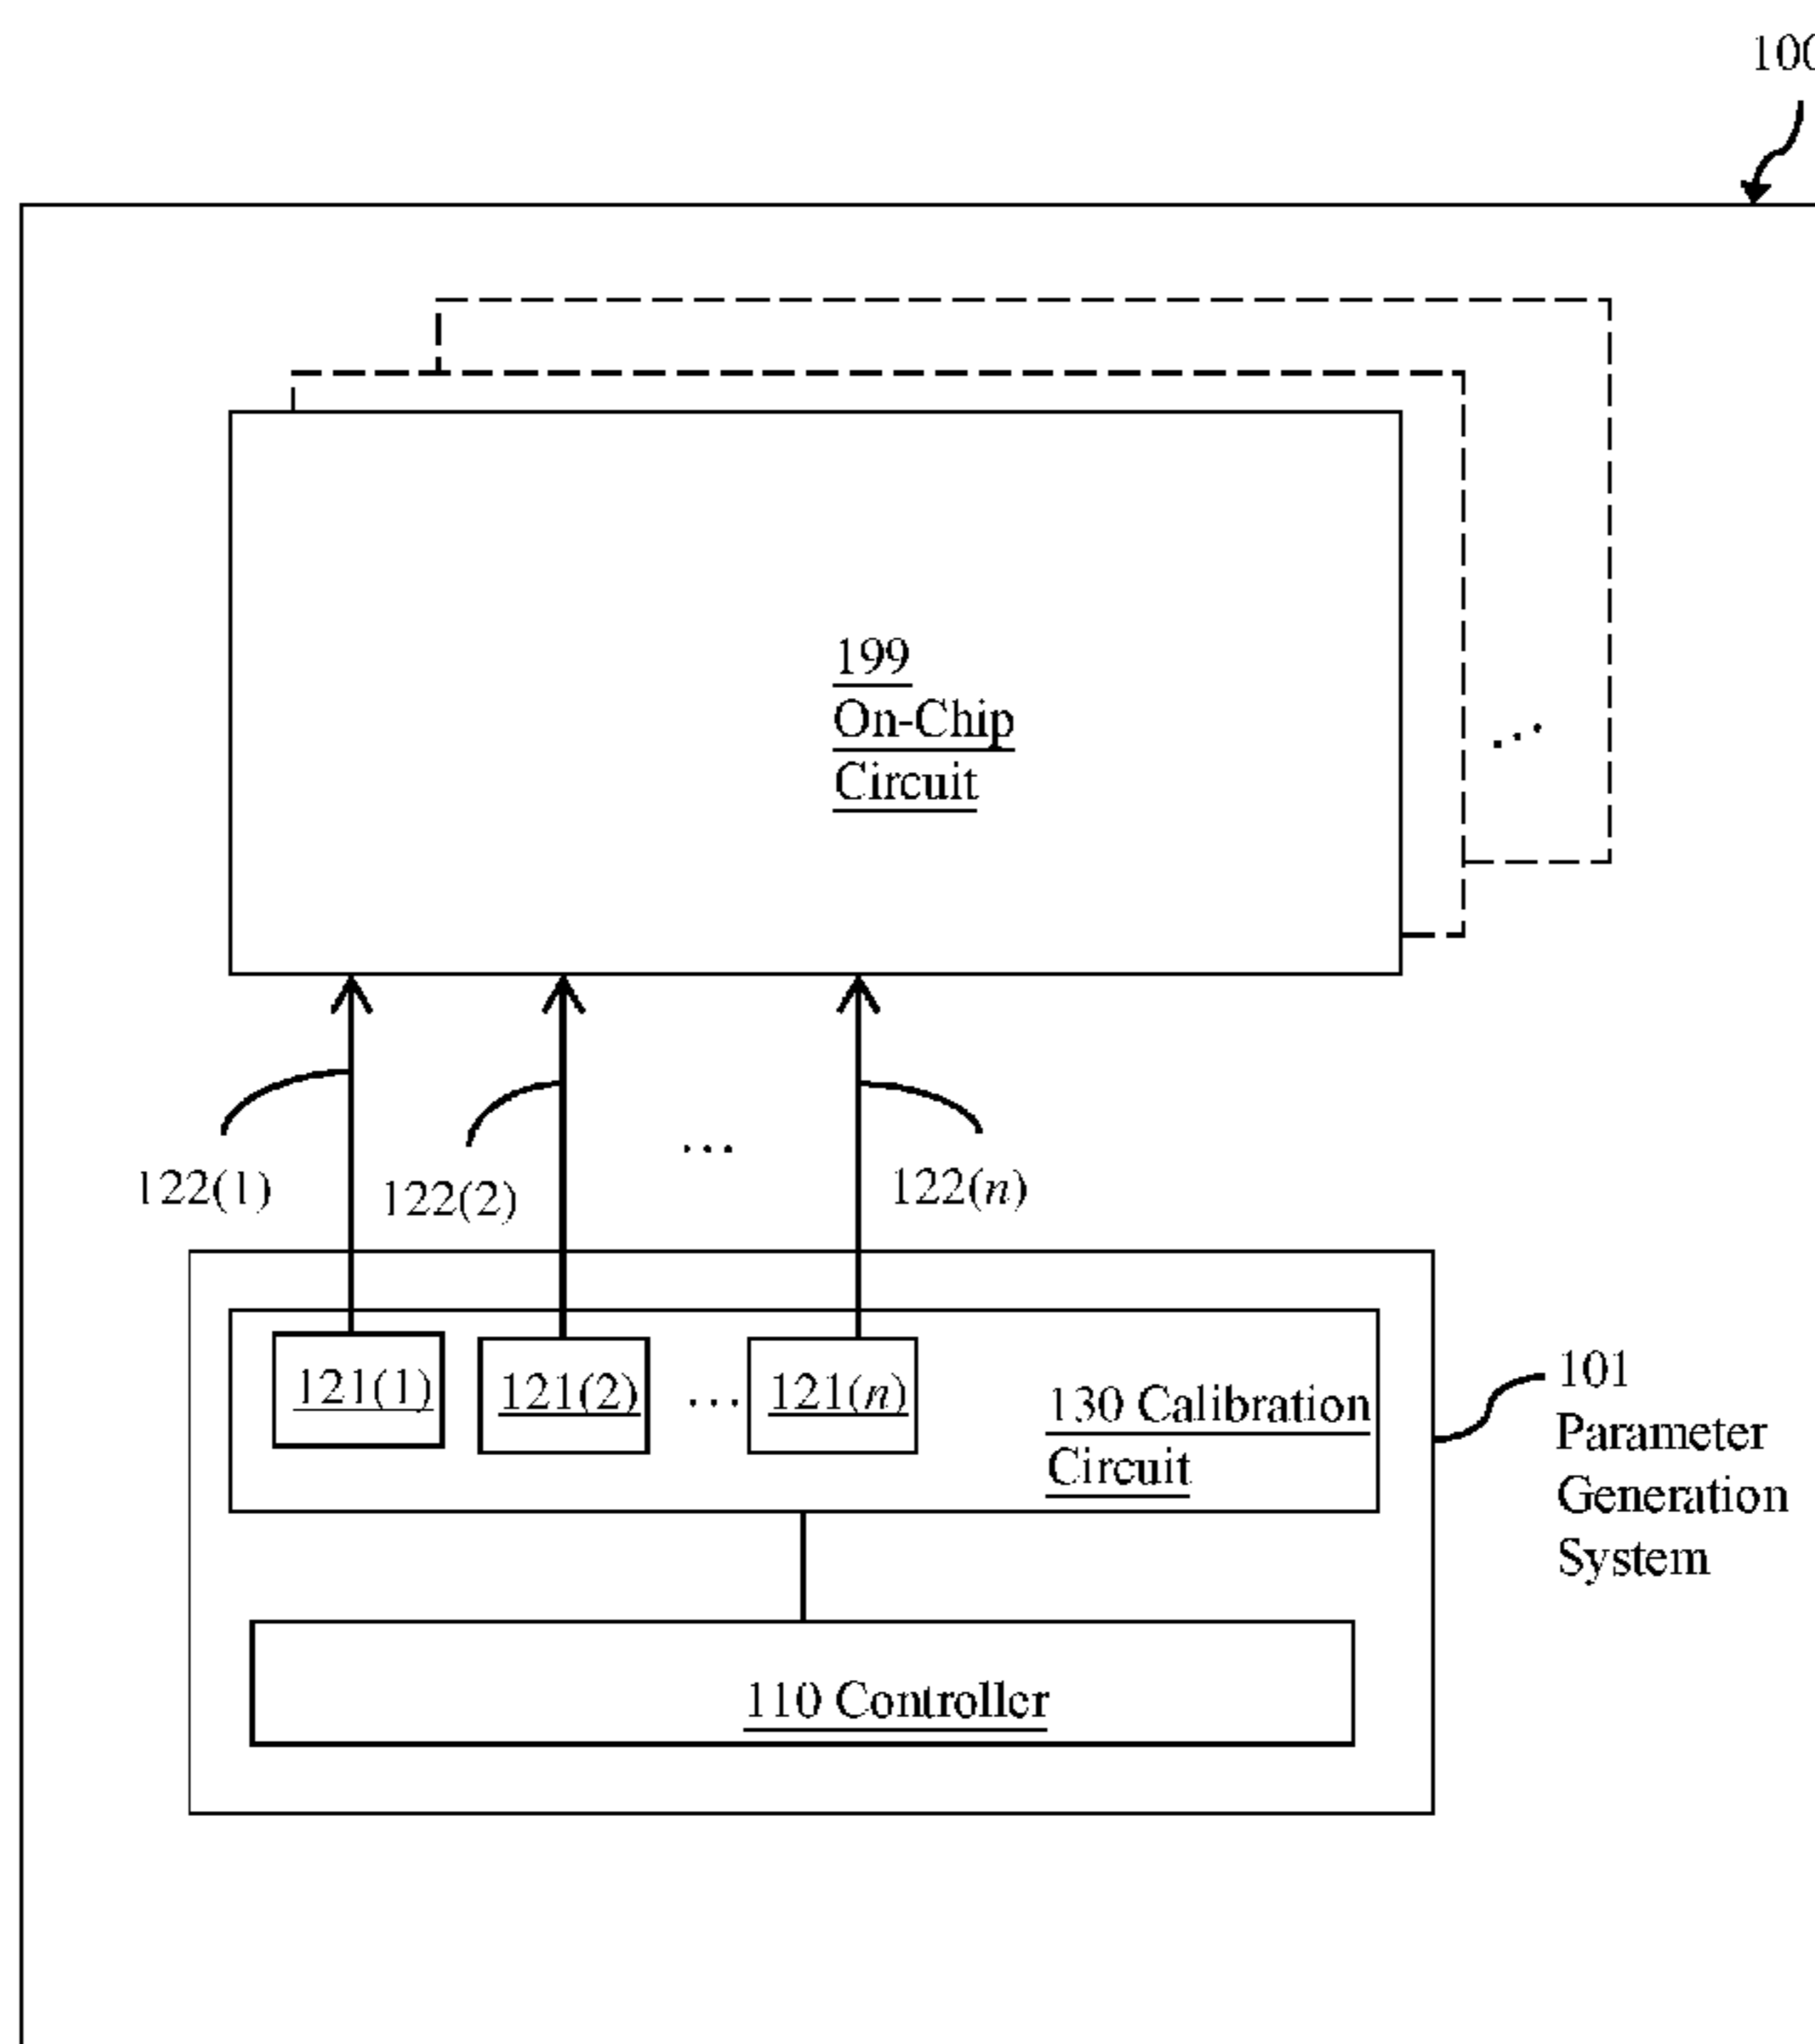 100
199
On-Chip
Circuit
...
122(1)
122(2)
...
122(n)
121(1)
121(2)
...
121(n)
130 Calibration
Circuit
101
Parameter
Generation
System
110 Controller